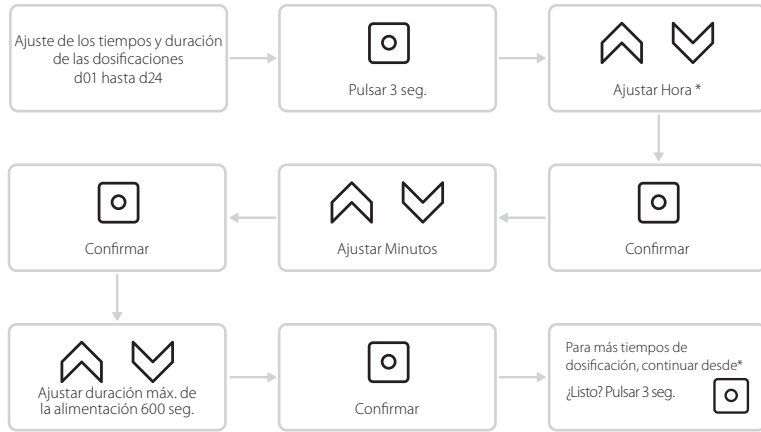 Ajuste de los tiempos y duración
de las dosificaciones
d01 hasta d24
Pulsar 3 seg.
Ajustar Hora *
Confirmar
Ajustar Minutos
Confirmar
Ajustar duración máx. de
la alimentación 600 seg.
Confirmar
Para más tiempos de
dosificación, continuar desde*
¿Listo? Pulsar 3 seg.